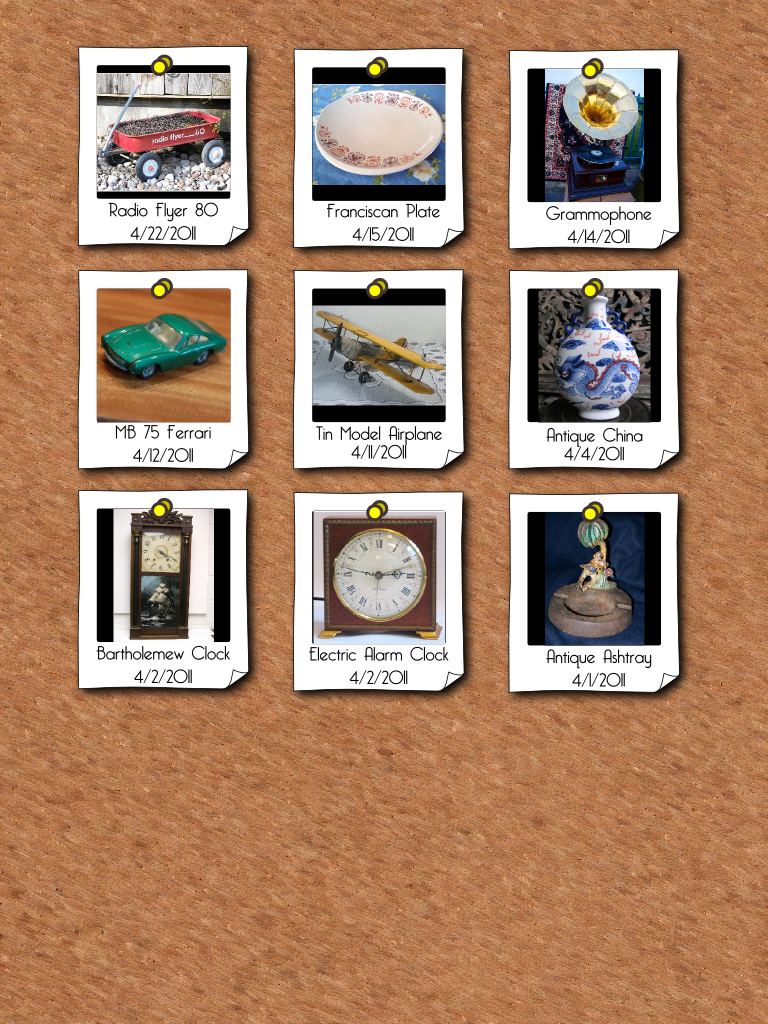 radio flyer 80
Radio Flyer 80
4/22/2011
Franciscan Plate
4/15/2011
Grammophone
4/14/2011
MB 75 Ferrari
4/12/2011
Tin Model Airplane
4/11/2011
Antique China
4/4/2011
Bartholemew Clock
4/2/2011
Electric Alarm Clock
4/2/2011
Antique Ashtray
4/1/2011